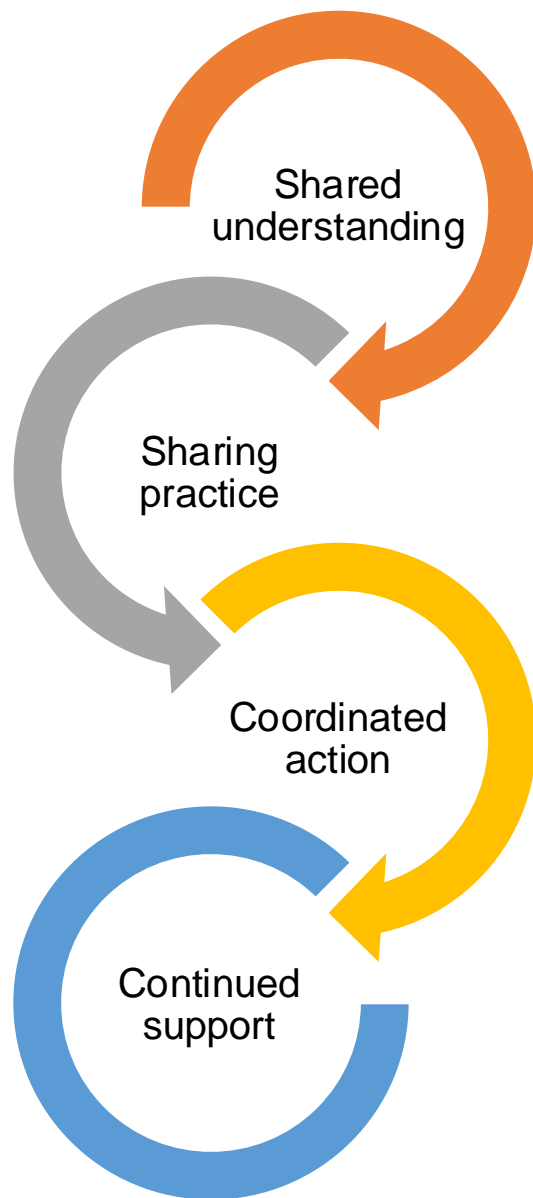 Shared
understanding
Sharing
practice
Coordinated
action
Continued
support